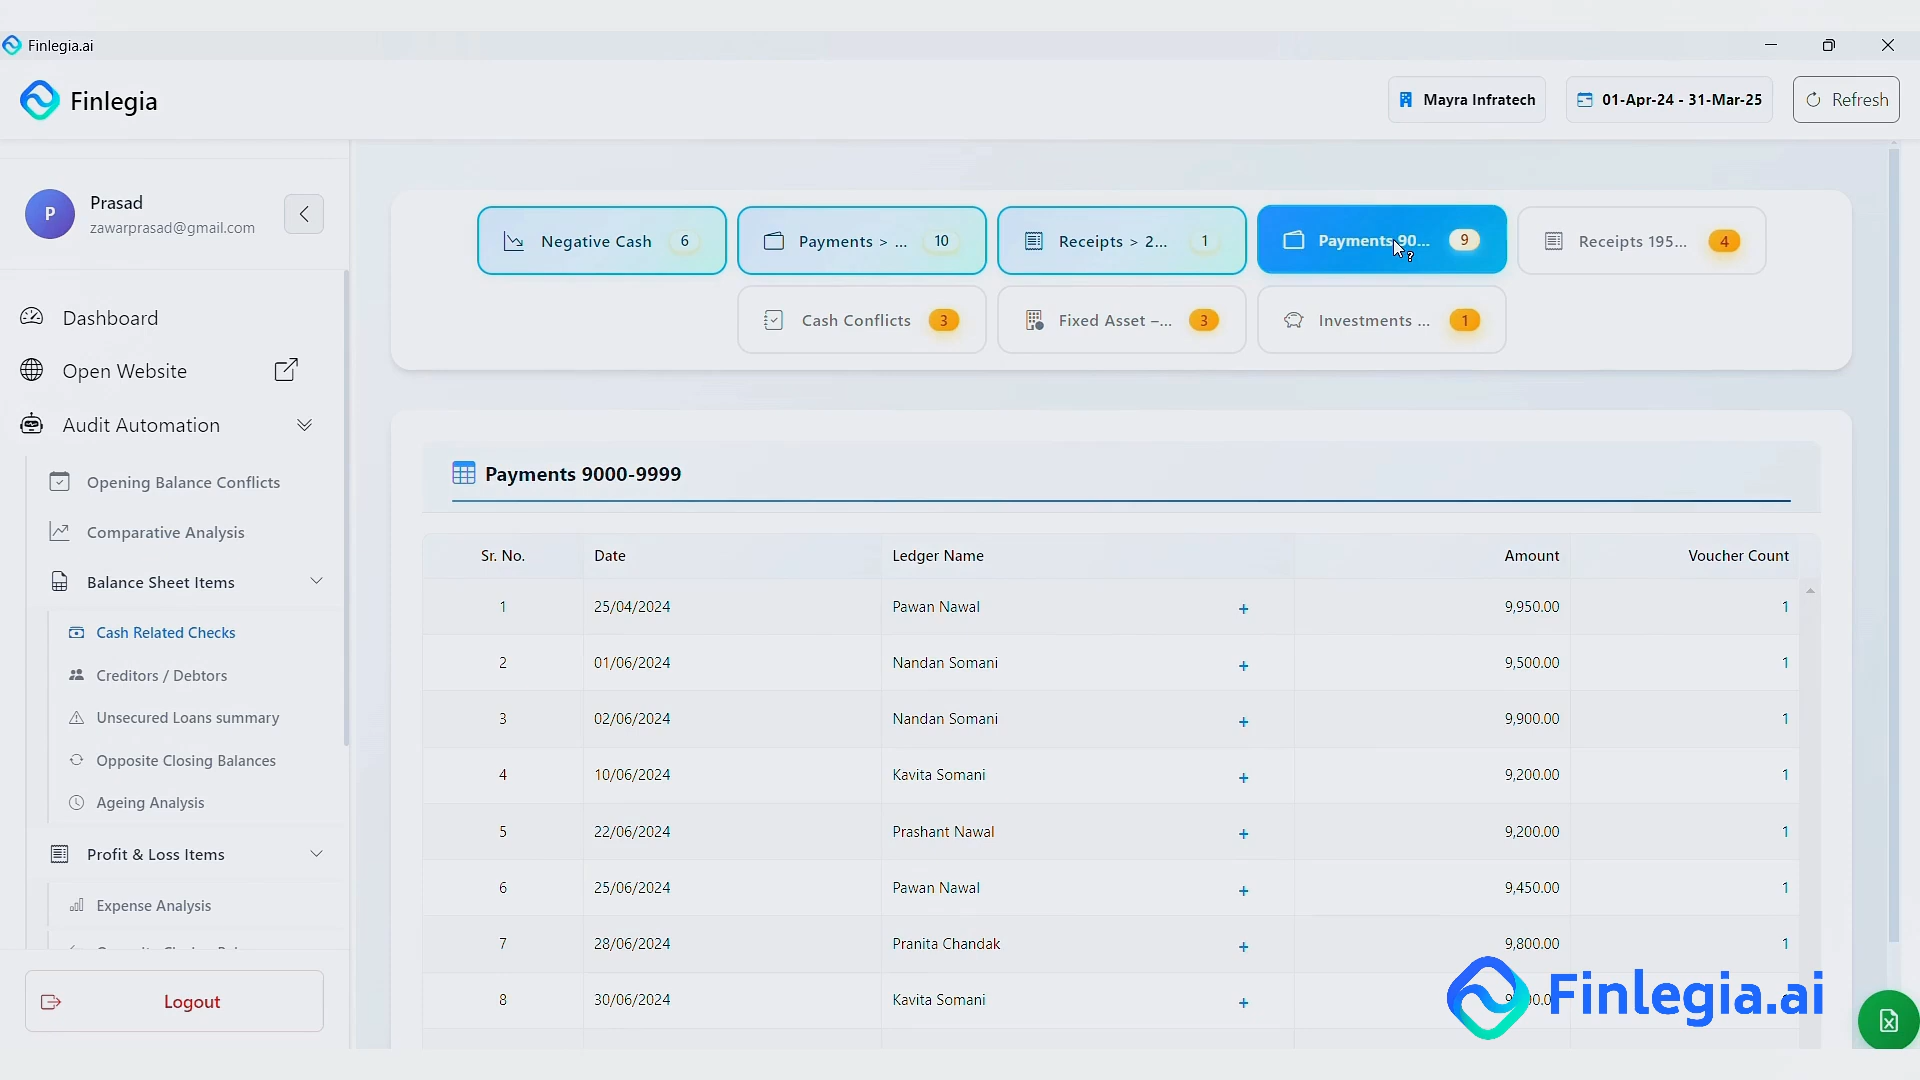 Finlegia.ai
Finlegia
Mayra Infratech
01-Apr-24 - 31-Mar-25
Refresh
P
Prasad
zawarprasad@gmail.com
Dashboard
Open Website
Audit Automation
Opening Balance Conflicts
Comparative Analysis
Balance Sheet Items
Cash Related Checks
Creditors / Debtors
Unsecured Loans summary
Opposite Closing Balances
Ageing Analysis
Profit & Loss Items
Expense Analysis
Logout
Negative Cash 6
Payments > ... 10
Receipts > 2... 1
Payments 90... 9
Receipts 195... 4
Cash Conflicts 3
Fixed Asset –... 3
Investments ... 1
Payments 9000-9999
Sr. No. Date Ledger Name Amount Voucher Count
1 25/04/2024 Pawan Nawal + 9,950.00 1
2 01/06/2024 Nandan Somani + 9,500.00 1
3 02/06/2024 Nandan Somani + 9,900.00 1
4 10/06/2024 Kavita Somani + 9,200.00 1
5 22/06/2024 Prashant Nawal + 9,200.00 1
6 25/06/2024 Pawan Nawal + 9,450.00 1
7 28/06/2024 Pranita Chandak + 9,800.00 1
8 30/06/2024 Kavita Somani +
Finlegia.ai